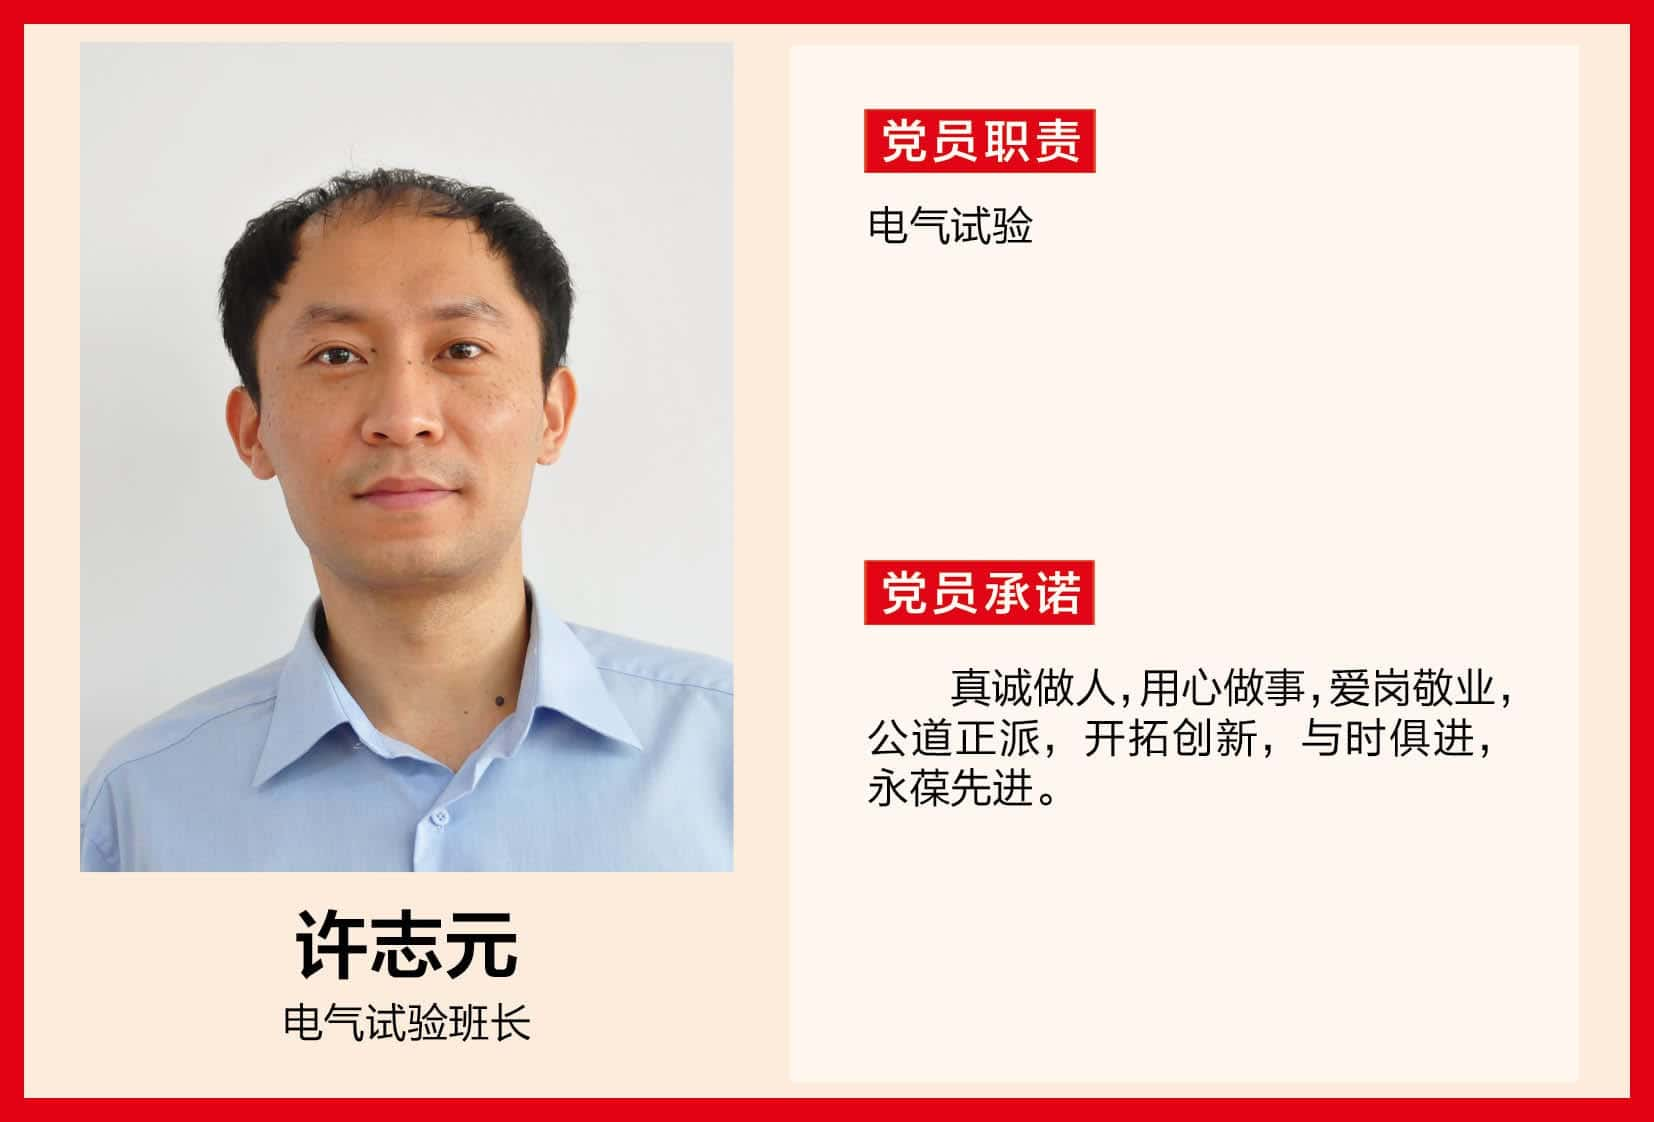 党员职责
电气试验
党员承诺
真诚做人,用心做事,爱岗敬业,
公道正派，开拓创新，与时俱进，
永葆先进。
许志元
电气试验班长